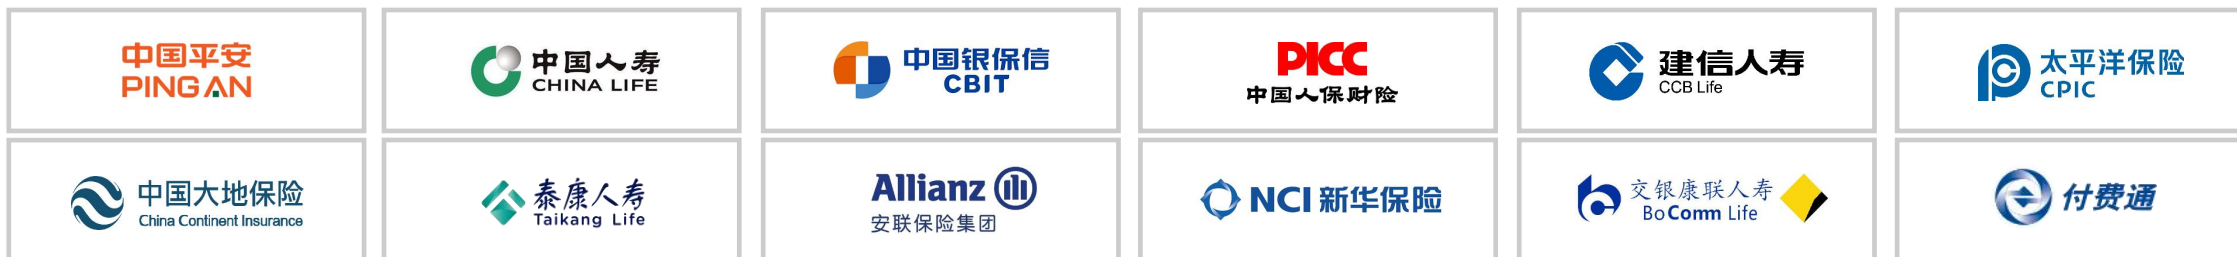 中国平安
PING AN
中国人寿
CHINA LIFE
中国银保信
CBIT
PICC
中国人保财险
建信人寿
CCB Life
太平洋保险
CPIC
中国大地保险
China Continent Insurance
泰康人寿
Taikang Life
Allianz
安联保险集团
NCI 新华保险
交银康联人寿
BoComm Life
付费通